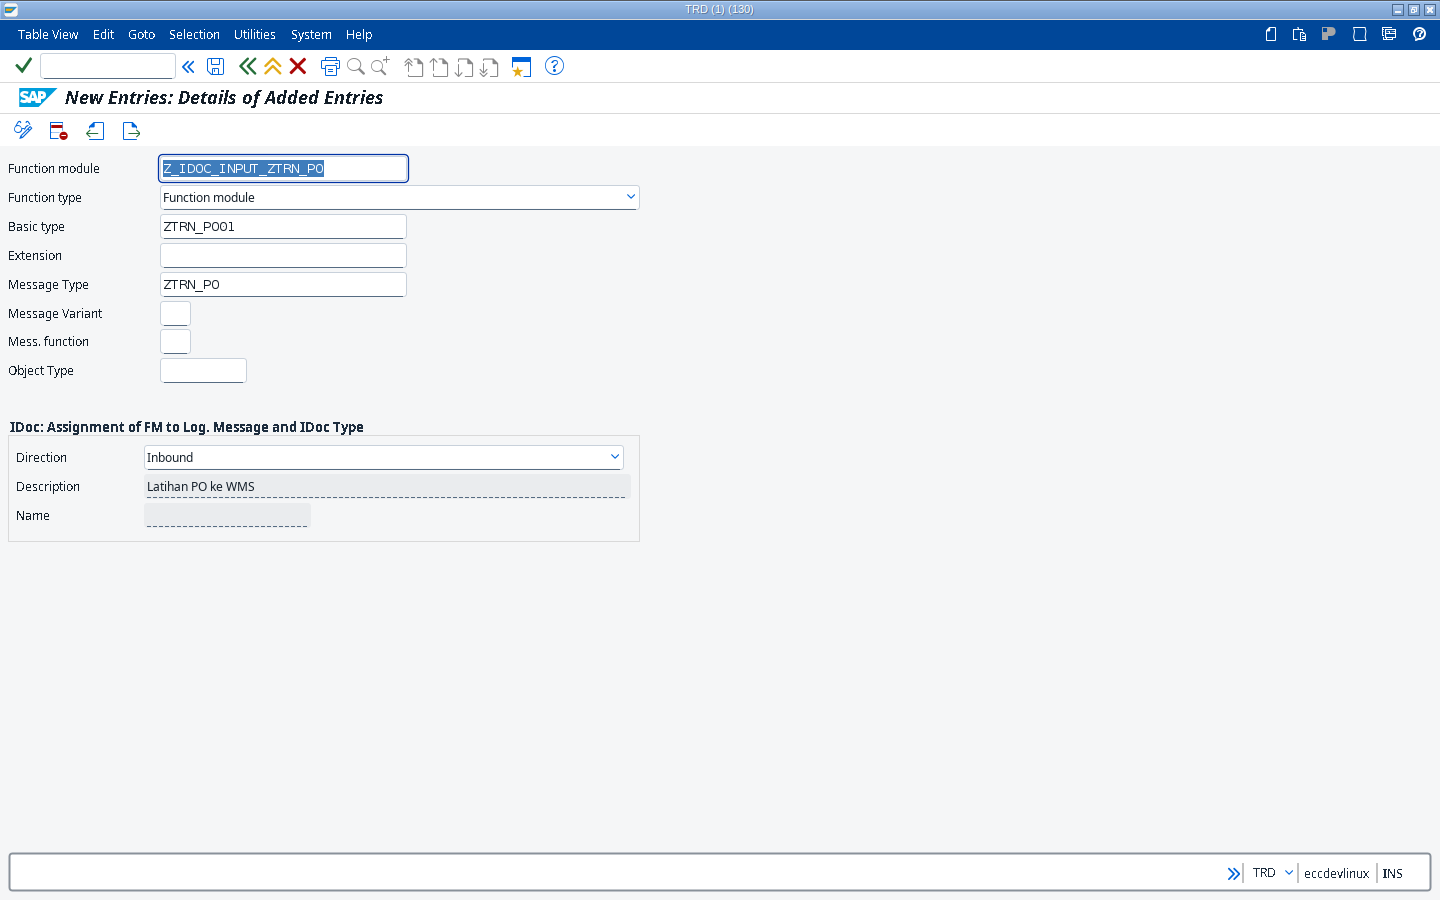 TRD (1) (130)
Table View Edit Goto Selection Utilities System Help
SAP New Entries: Details of Added Entries
Function module Z_IDOC_INPUT_ZTRN_PO
Function type Function module
Basic type ZTRN_PO01
Extension
Message Type ZTRN_PO
Message Variant
Mess. function
Object Type
IDoc: Assignment of FM to Log. Message and IDoc Type
Direction Inbound
Description Latihan PO ke WMS
Name
TRD eccdevlinux INS